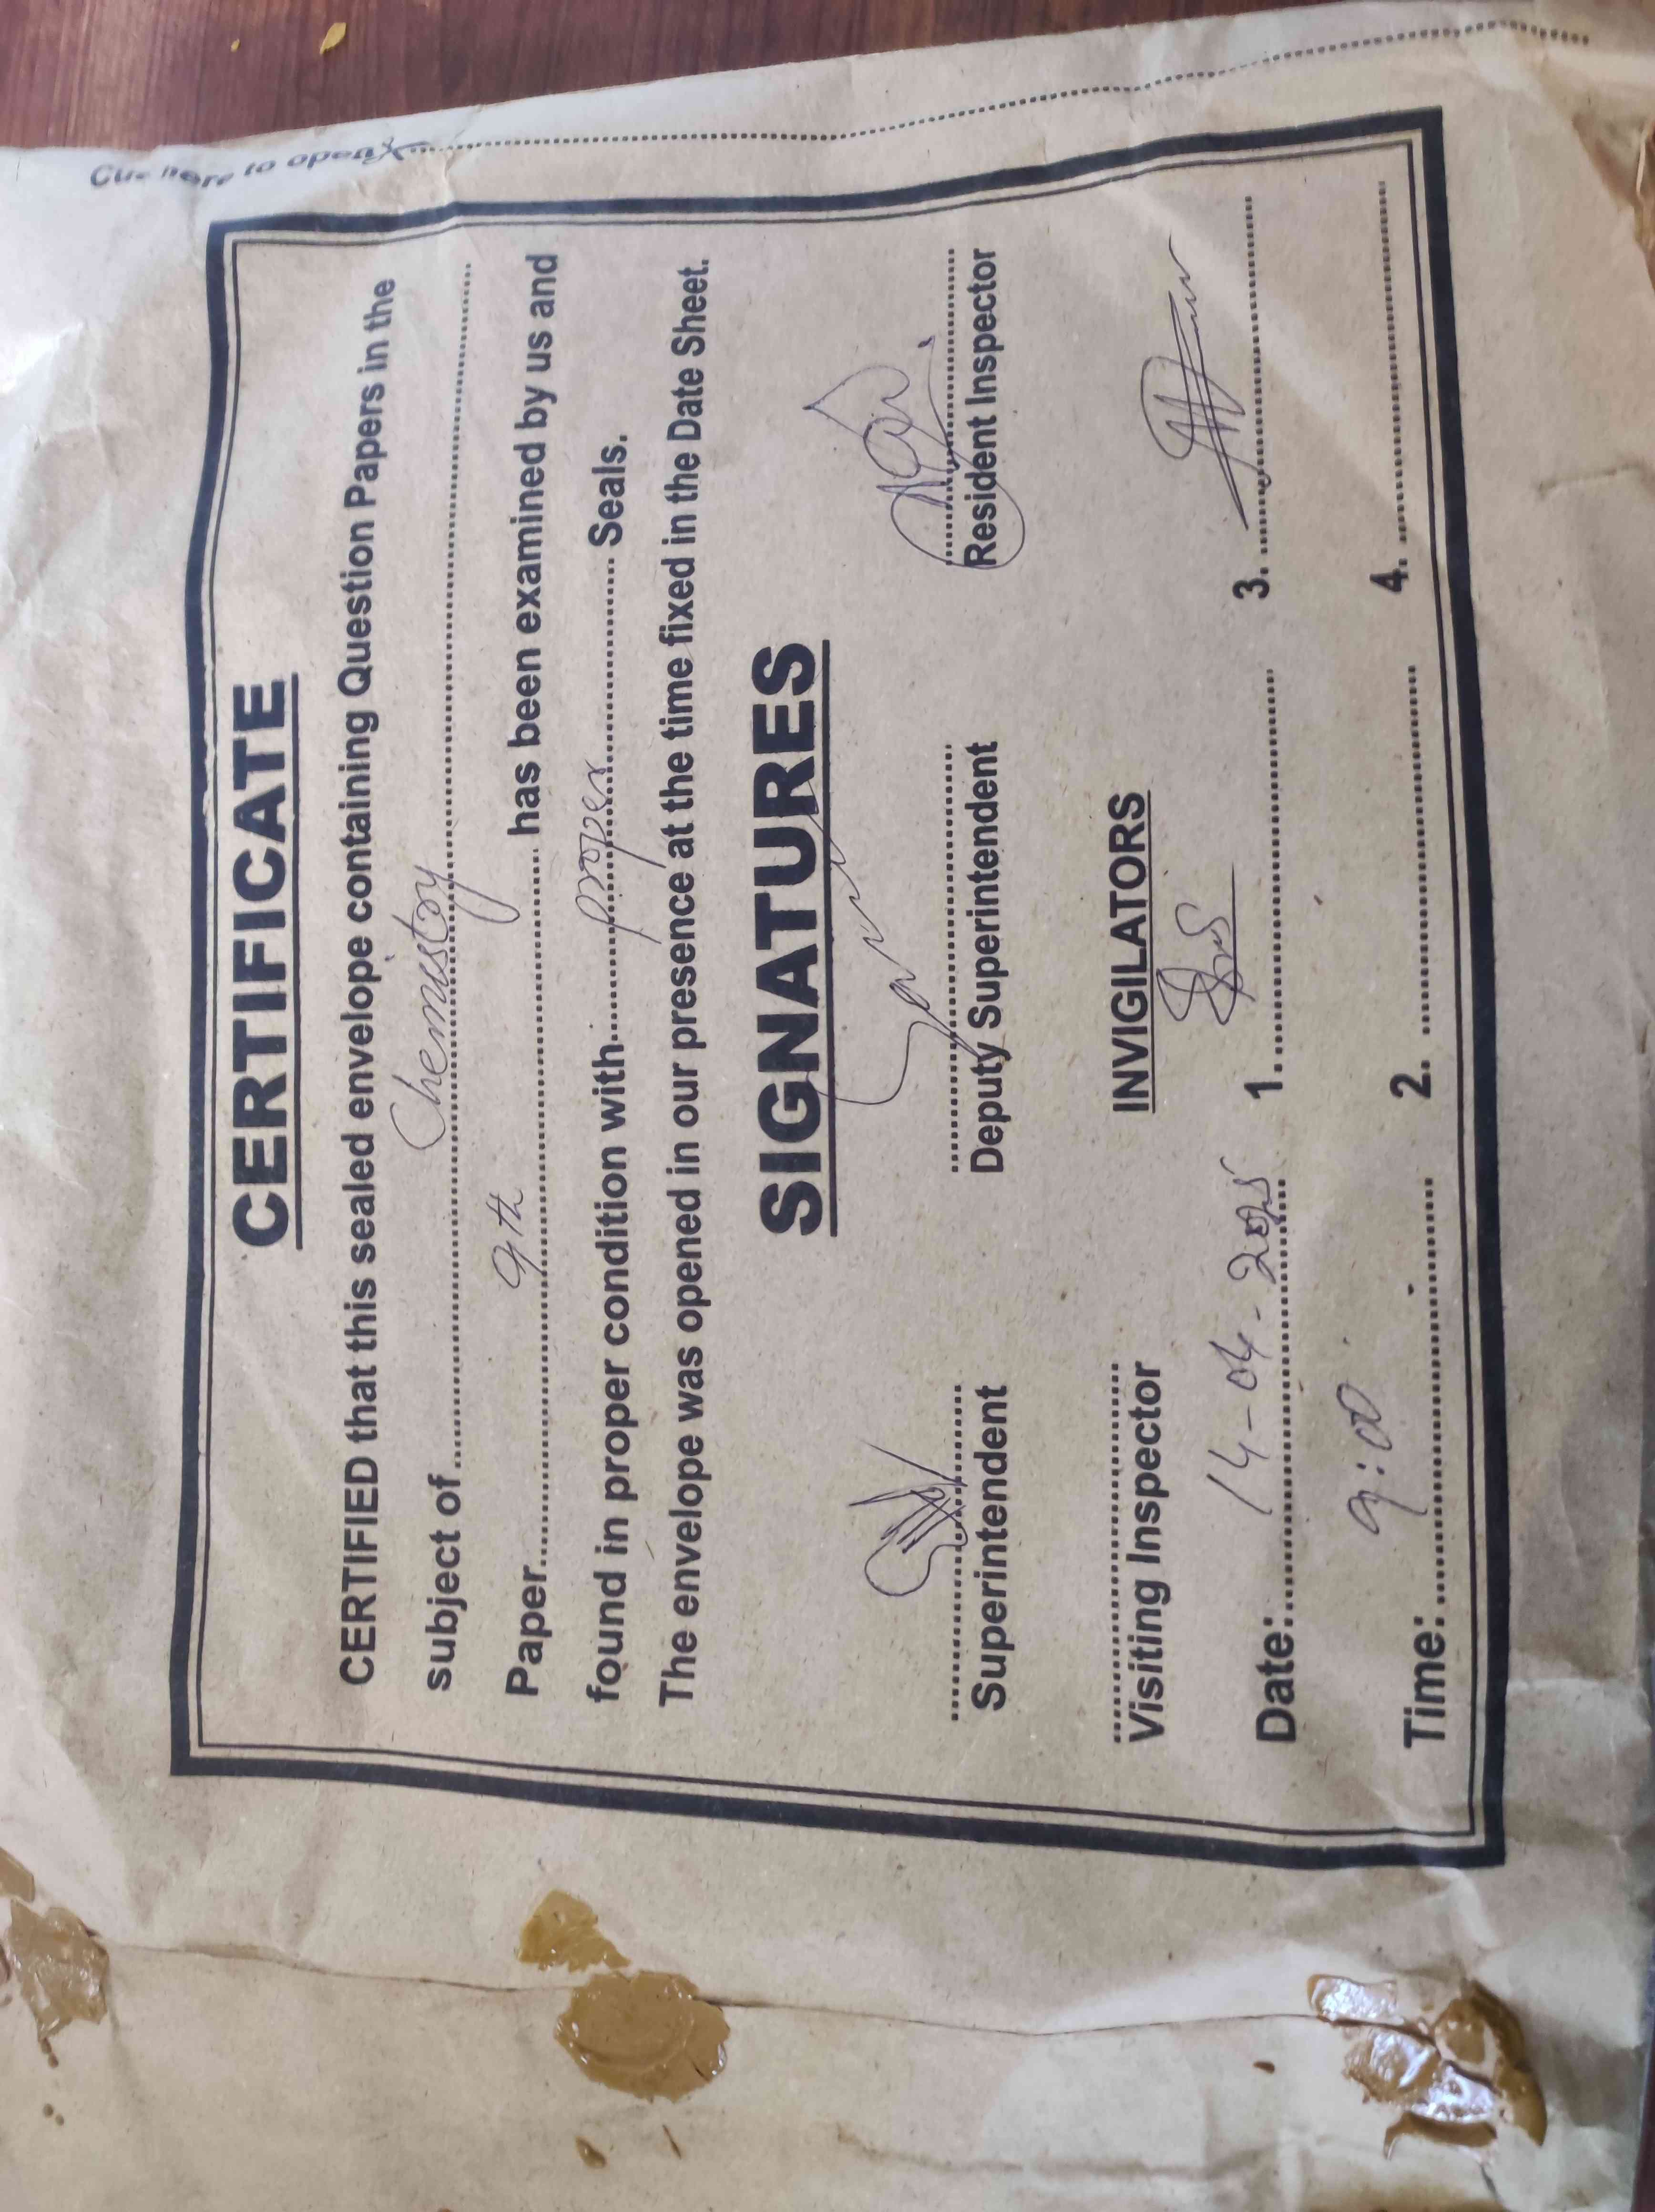 Cut here to open
CERTIFICATE
CERTIFIED that this sealed envelope containing Question Papers in the
subject of........Chemistory........
Paper........9th........has been examined by us and
found in proper condition with........proper........Seals.
The envelope was opened in our presence at the time fixed in the Date Sheet.
SIGNATURES
Superintendent Deputy Superintendent Resident Inspector
Visiting Inspector INVIGILATORS
Date:........14-04-2025 1. 3.
Time:........9:00 2. 4.